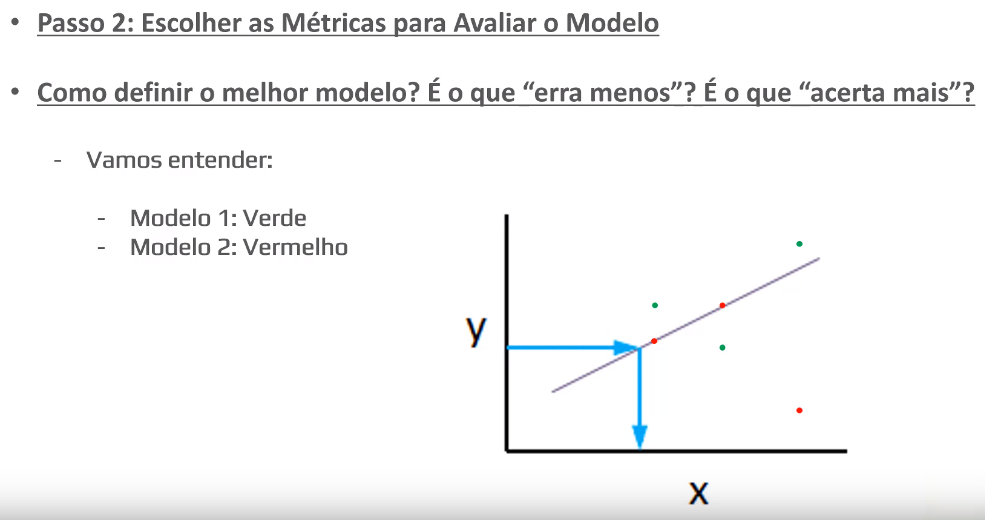 • Passo 2: Escolher as Métricas para Avaliar o Modelo
• Como definir o melhor modelo? É o que “erra menos”? É o que “acerta mais”?
- Vamos entender:
- Modelo 1: Verde
- Modelo 2: Vermelho
y
x